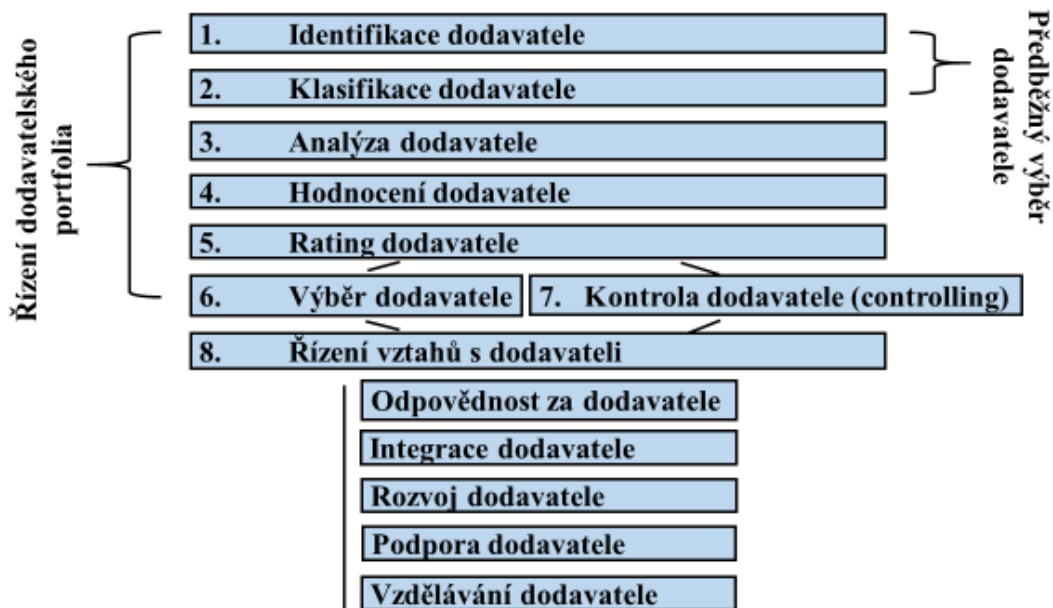 Řízení dodavatelského
portfolia
1. Identifikace dodavatele
2. Klasifikace dodavatele
Předběžný výběr
dodavatele
3. Analýza dodavatele
4. Hodnocení dodavatele
5. Rating dodavatele
6. Výběr dodavatele
7. Kontrola dodavatele (controlling)
8. Řízení vztahů s dodavateli
Odpovědnost za dodavatele
Integrace dodavatele
Rozvoj dodavatele
Podpora dodavatele
Vzdělávání dodavatele